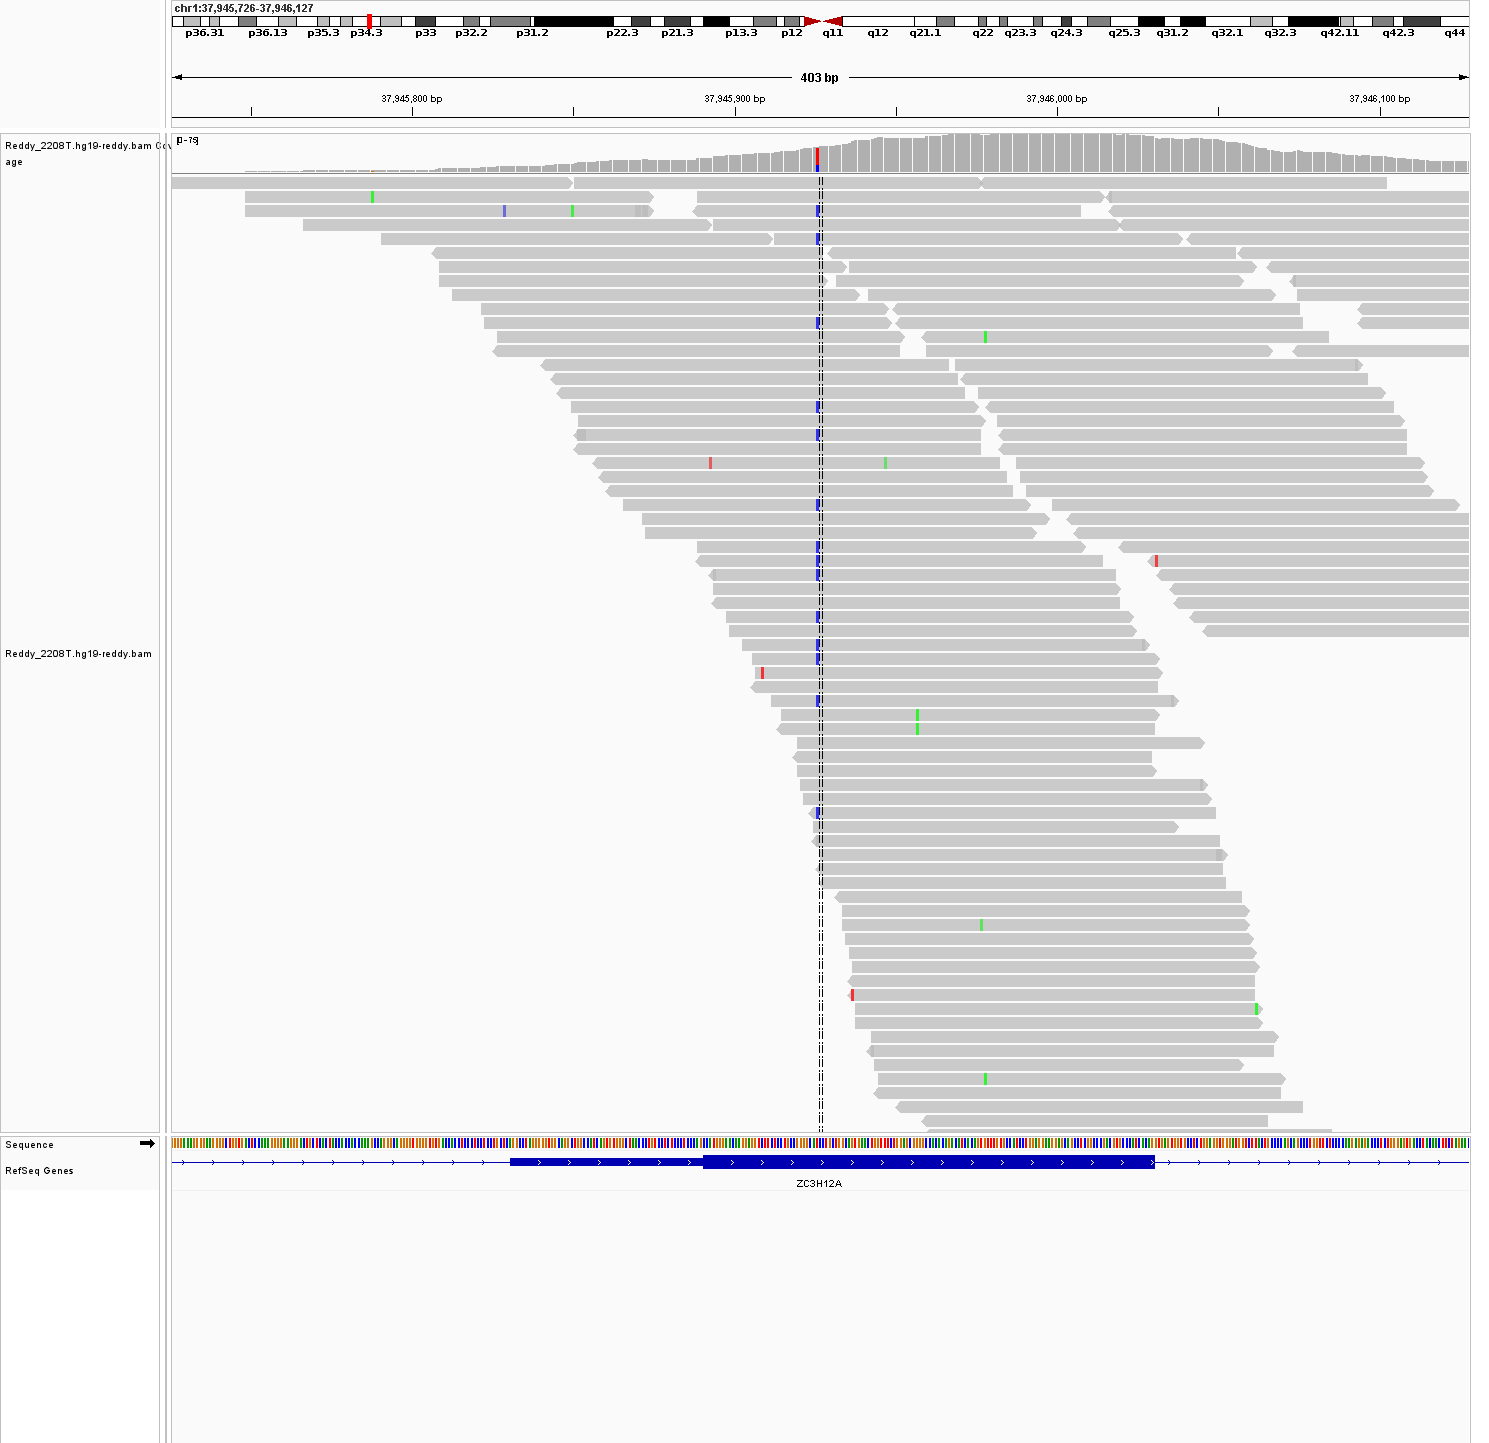 chr1:37,945,726-37,946,127
p36.31 p36.13 p35.3 p34.3 p33 p32.2 p31.2 p22.3 p21.3 p13.3 p12 q11 q12 q21.1 q22 q23.3 q24.3 q25.3 q31.2 q32.1 q32.3 q42.11 q42.3 q44
403 bp
37,945,800 bp 37,945,900 bp 37,946,000 bp 37,946,100 bp
[0-75]
Reddy_2208T.hg19-reddy.bam Cov
age
Reddy_2208T.hg19-reddy.bam
Sequence
RefSeq Genes
ZC3H12A